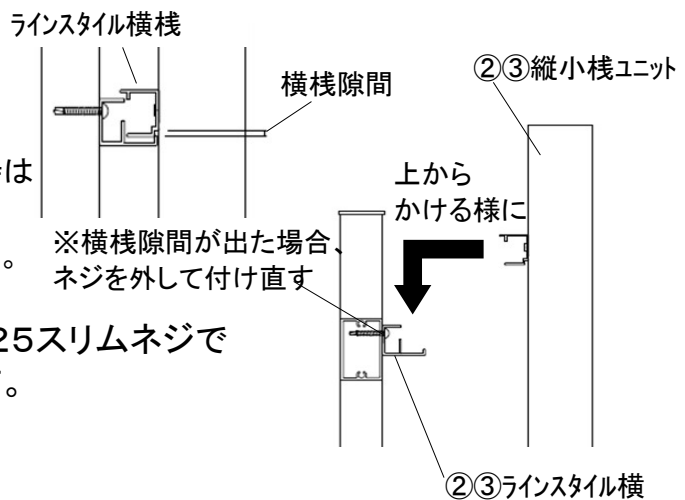 ラインスタイル横桟
横桟隙間
②③縦小桟ユニット
は
上から
かける様に
。
※横桟隙間が出た場合、
ネジを外して付け直す
25スリムネジで
。
②③ラインスタイル横